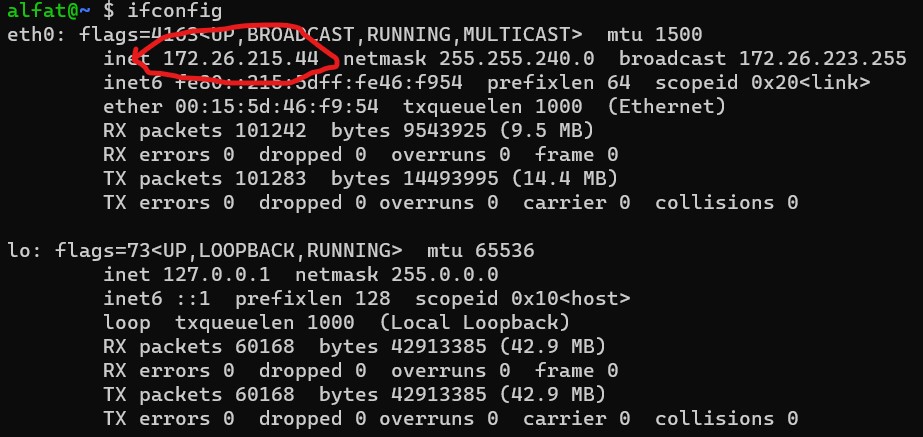 alfat@~ $ ifconfig
eth0: flags=4163<UP,BROADCAST,RUNNING,MULTICAST>  mtu 1500
        inet 172.26.215.44  netmask 255.255.240.0  broadcast 172.26.223.255
        inet6 fe80::215:5dff:fe46:f954  prefixlen 64  scopeid 0x20<link>
        ether 00:15:5d:46:f9:54  txqueuelen 1000  (Ethernet)
        RX packets 101242  bytes 9543925 (9.5 MB)
        RX errors 0  dropped 0  overruns 0  frame 0
        TX packets 101283  bytes 14493995 (14.4 MB)
        TX errors 0  dropped 0 overruns 0  carrier 0  collisions 0

lo: flags=73<UP,LOOPBACK,RUNNING>  mtu 65536
        inet 127.0.0.1  netmask 255.0.0.0
        inet6 ::1  prefixlen 128  scopeid 0x10<host>
        loop  txqueuelen 1000  (Local Loopback)
        RX packets 60168  bytes 42913385 (42.9 MB)
        RX errors 0  dropped 0  overruns 0  frame 0
        TX packets 60168  bytes 42913385 (42.9 MB)
        TX errors 0  dropped 0 overruns 0  carrier 0  collisions 0